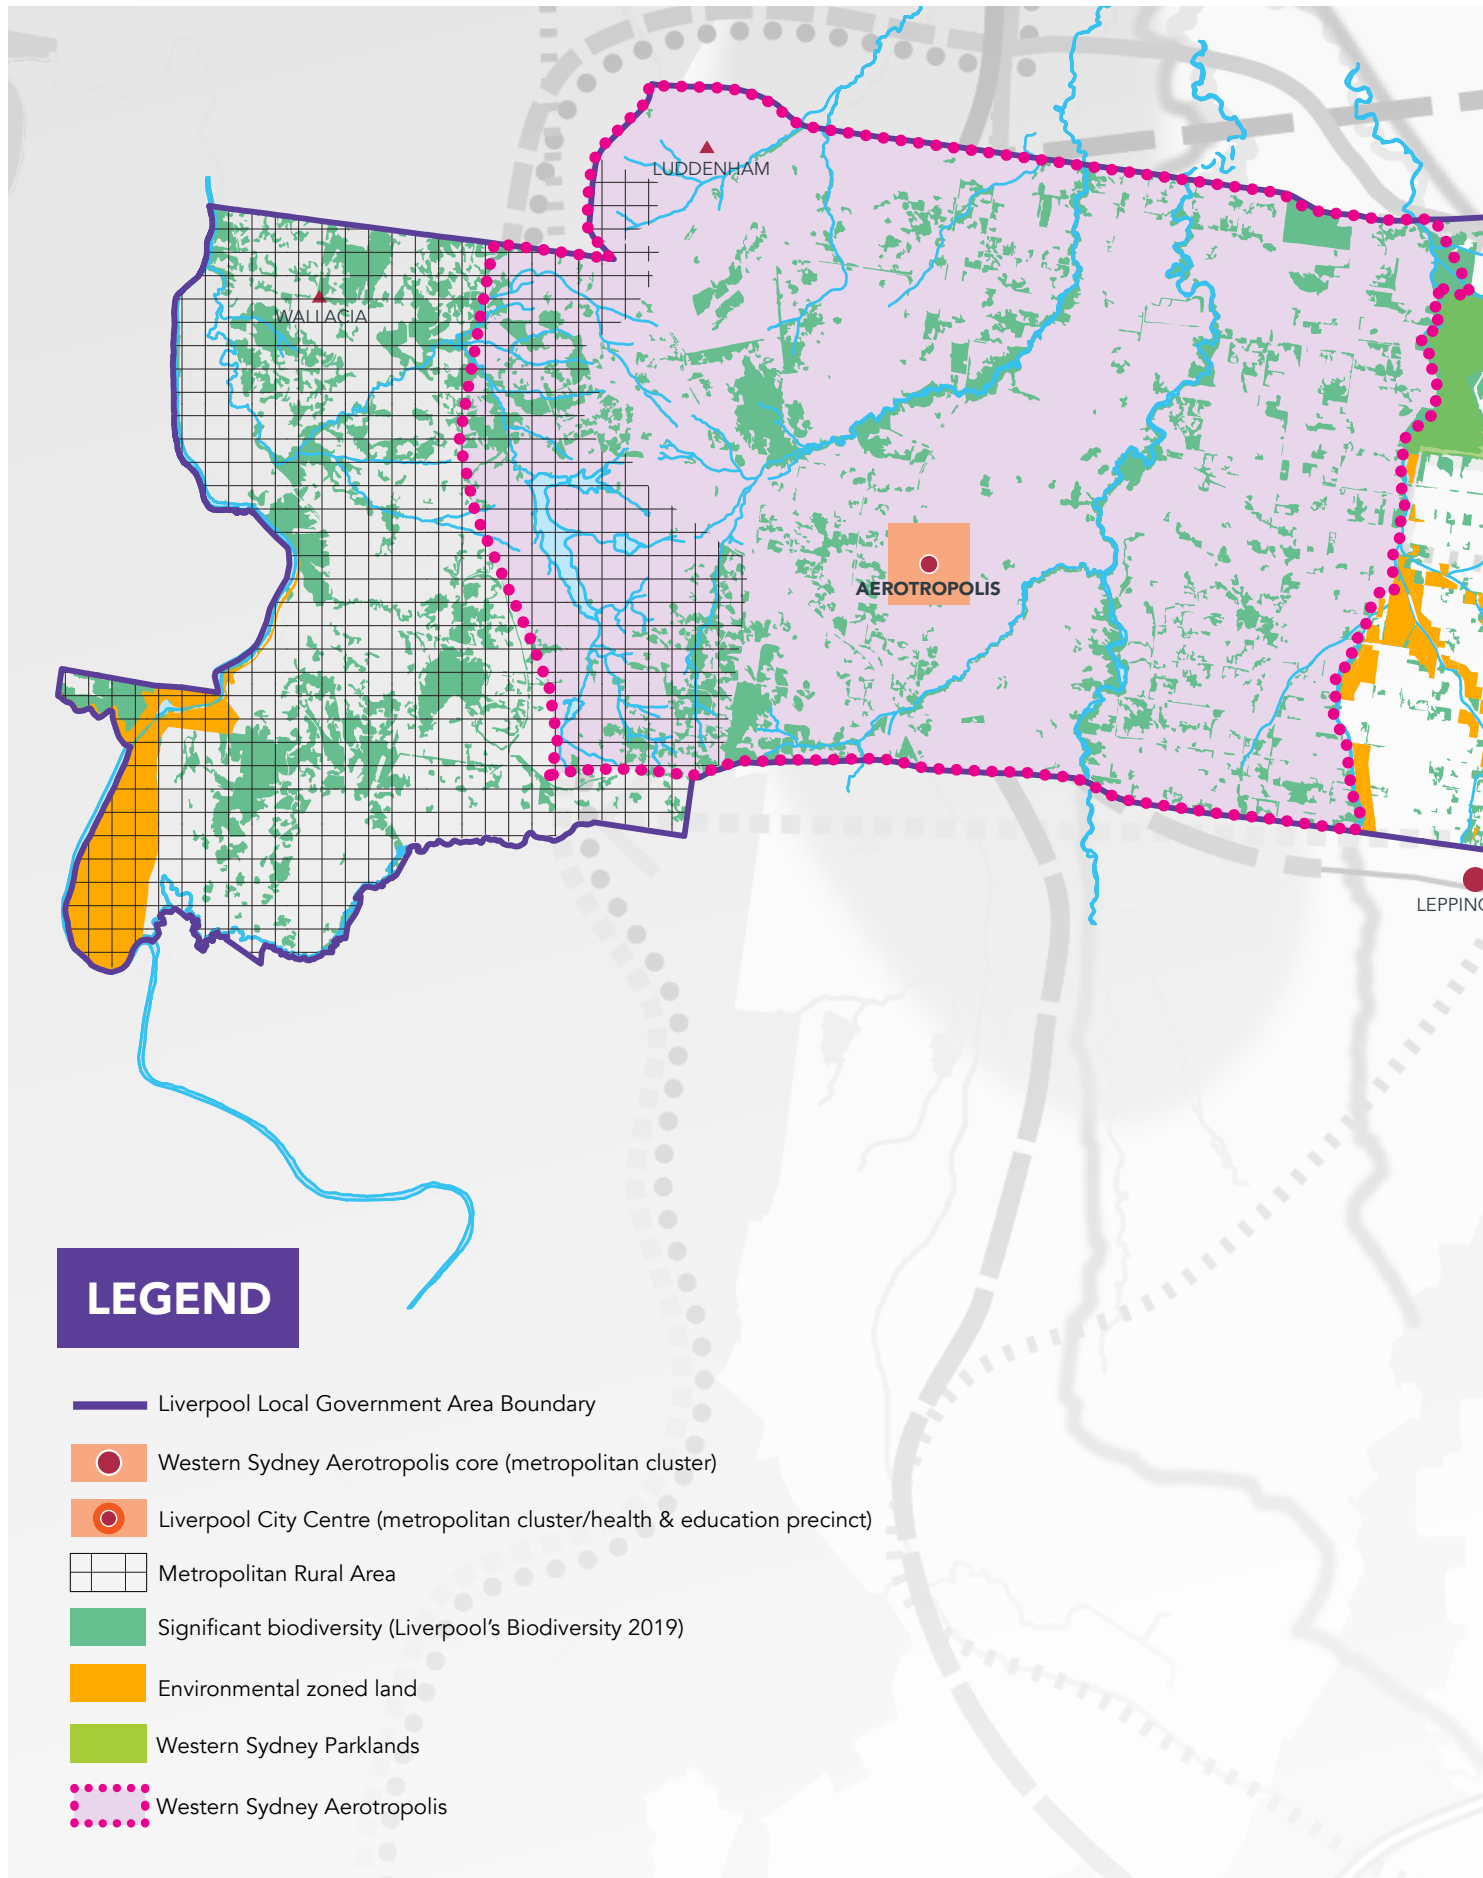 LUDDENHAM
WALLACIA
AEROTROPOLIS
LEPPING
LEGEND
Liverpool Local Government Area Boundary
Western Sydney Aerotropolis core (metropolitan cluster)
Liverpool City Centre (metropolitan cluster/health & education precinct)
Metropolitan Rural Area
Significant biodiversity (Liverpool's Biodiversity 2019)
Environmental zoned land
Western Sydney Parklands
Western Sydney Aerotropolis